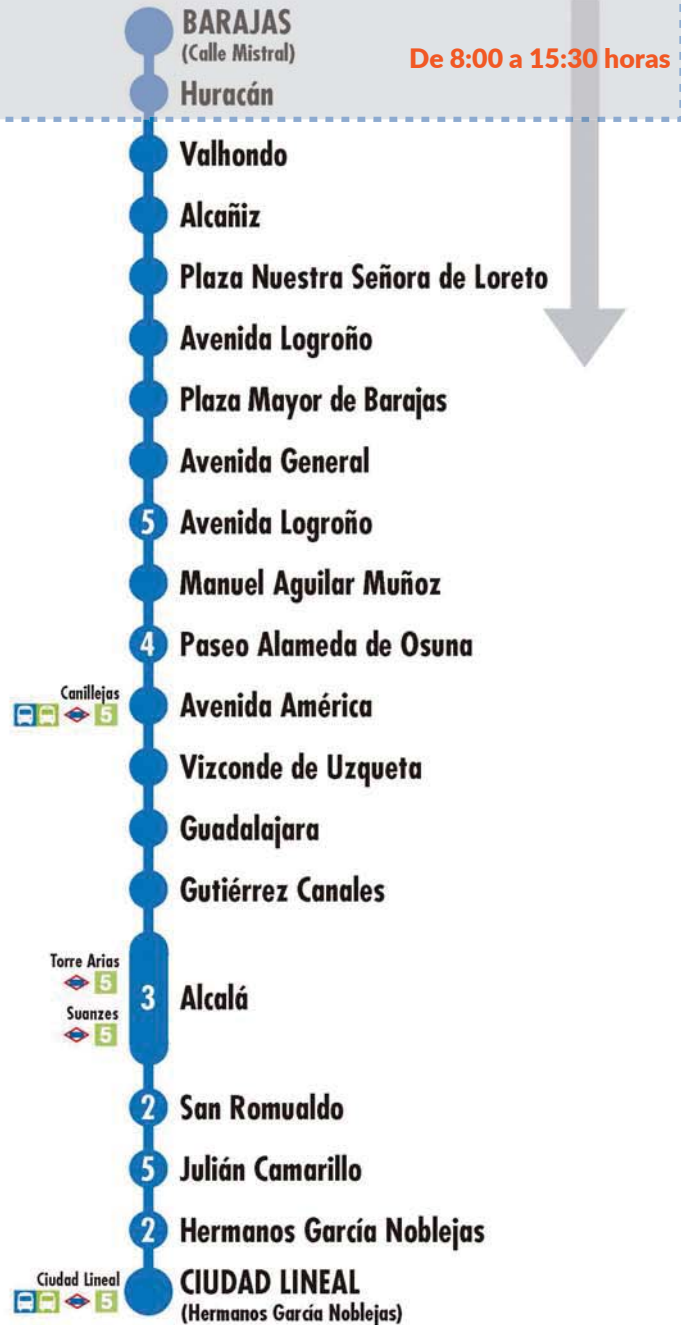 BARAJAS
(Calle Mistral)
De 8:00 a 15:30 horas
Huracán
Valhondo
Alcañiz
Plaza Nuestra Señora de Loreto
Avenida Logroño
Plaza Mayor de Barajas
Avenida General
5 Avenida Logroño
Manuel Aguilar Muñoz
4 Paseo Alameda de Osuna
Canillejas
5
Avenida América
Vizconde de Uzqueta
Guadalajara
Gutiérrez Canales
Torre Arias
5
Suanzes
5
3 Alcalá
2 San Romualdo
5 Julián Camarillo
2 Hermanos García Noblejas
Ciudad Lineal
5
CIUDAD LINEAL
(Hermanos García Noblejas)